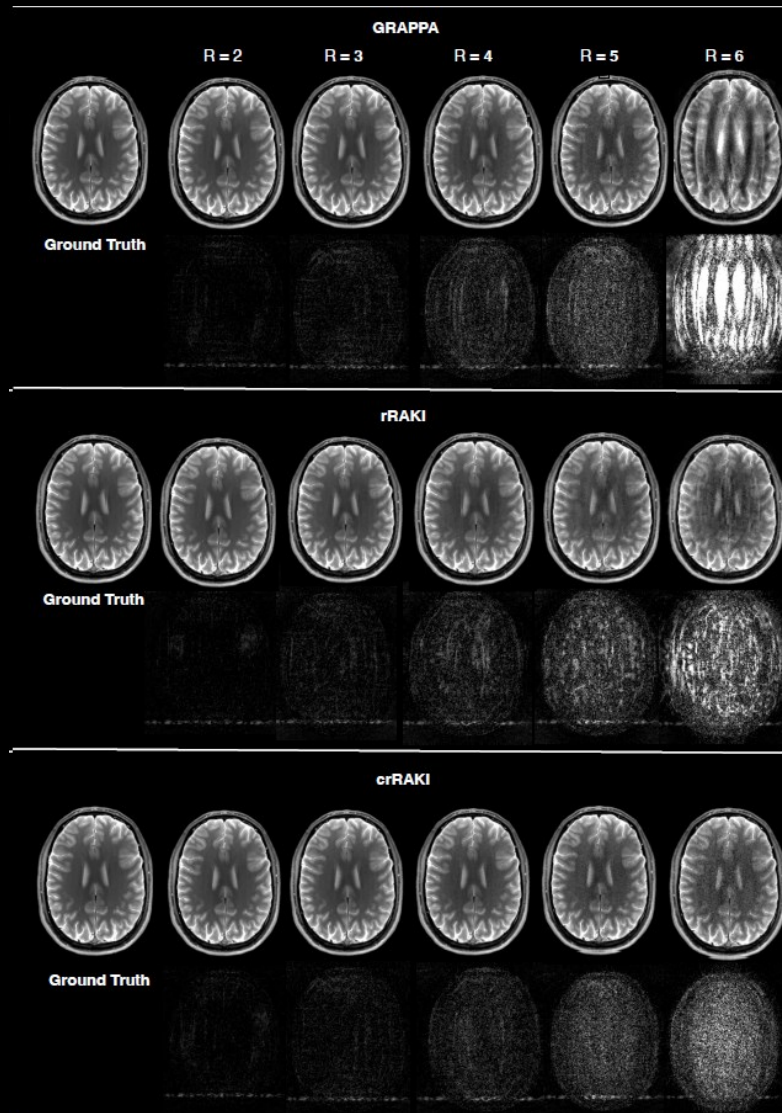 GRAPPA
R = 2 R = 3 R = 4 R = 5 R = 6
Ground Truth
rRAKI
Ground Truth
crRAKI
Ground Truth